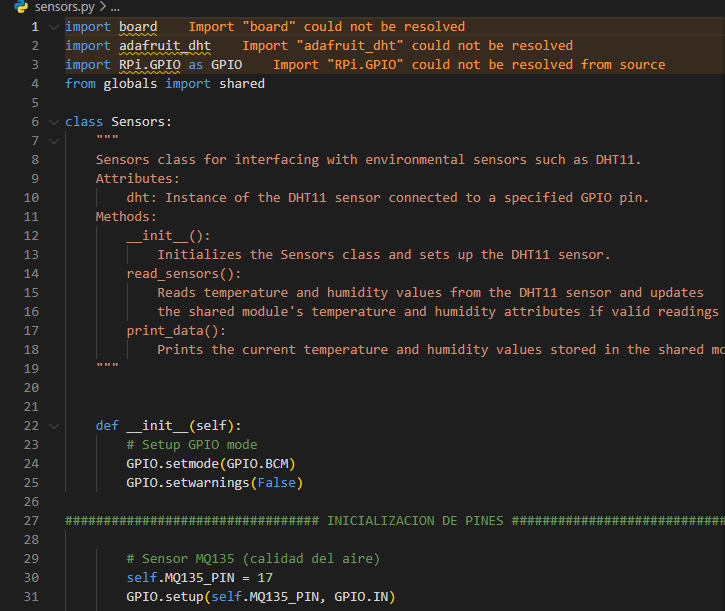 sensors.py > ...
1 import board Import "board" could not be resolved
2 import adafruit_dht Import "adafruit_dht" could not be resolved
3 import RPi.GPIO as GPIO Import "RPi.GPIO" could not be resolved from source
4 from globals import shared
5
6 class Sensors:
7 """
8 Sensors class for interfacing with environmental sensors such as DHT11.
9 Attributes:
10 dht: Instance of the DHT11 sensor connected to a specified GPIO pin.
11 Methods:
12 __init__():
13 Initializes the Sensors class and sets up the DHT11 sensor.
14 read_sensors():
15 Reads temperature and humidity values from the DHT11 sensor and updates
16 the shared module's temperature and humidity attributes if valid readings
17 print_data():
18 Prints the current temperature and humidity values stored in the shared mo
19 """
20
21
22 def __init__(self):
23 # Setup GPIO mode
24 GPIO.setmode(GPIO.BCM)
25 GPIO.setwarnings(False)
26
27 ################################# INICIALIZACION DE PINES ############################
28
29 # Sensor MQ135 (calidad del aire)
30 self.MQ135_PIN = 17
31 GPIO.setup(self.MQ135_PIN, GPIO.IN)